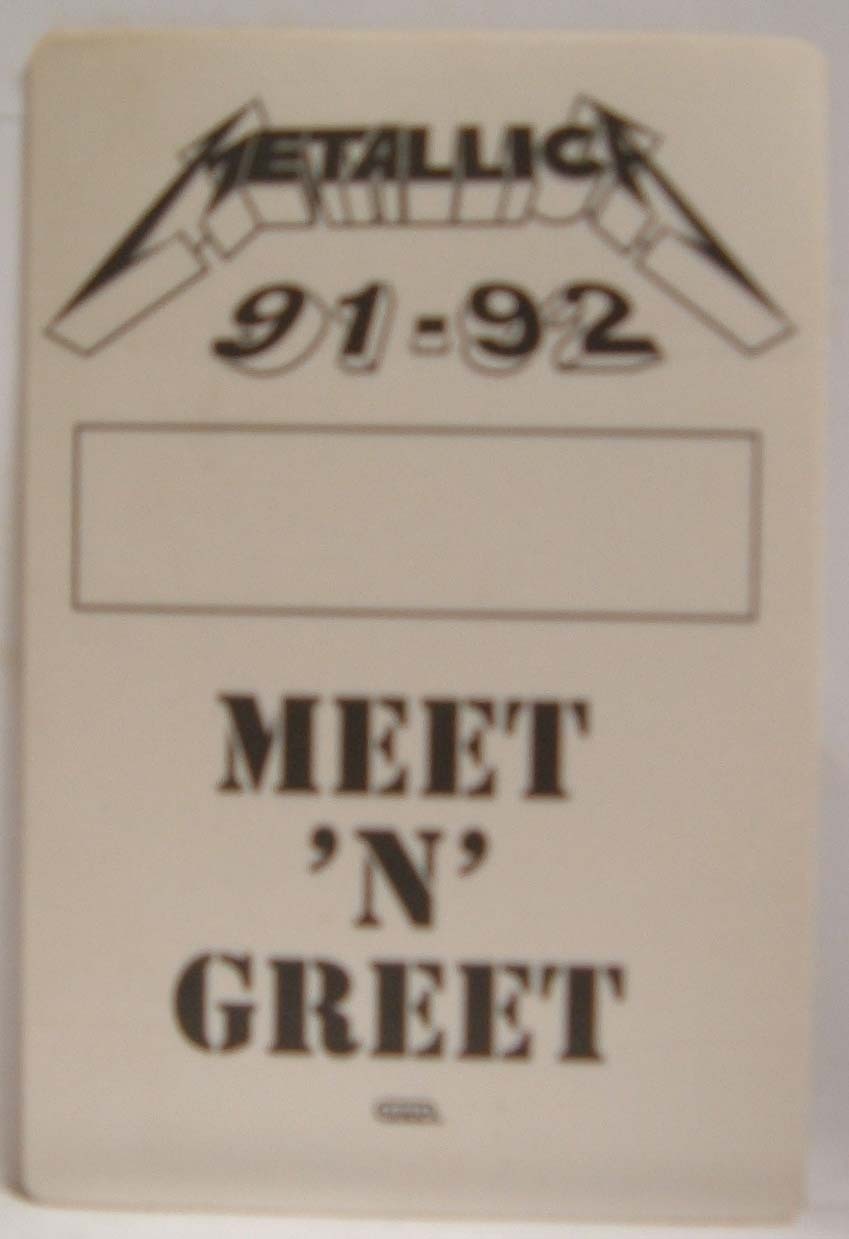 METALLICA
91-92
MEET
'N'
GREET